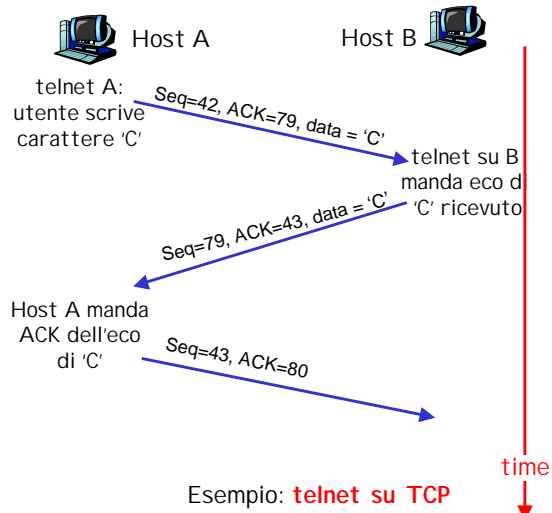 Host A
Host B
telnet A:
utente scrive
carattere 'C'
Seq=42, ACK=79, data = 'C'
telnet su B
manda eco di
'C' ricevuto
Seq=79, ACK=43, data = 'C'
Host A manda
ACK dell'eco
di 'C'
Seq=43, ACK=80
time
Esempio: telnet su TCP